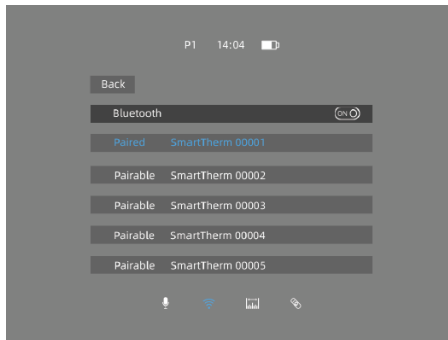 P1 14:04
Back
Bluetooth ON
Paired SmartTherm 00001
Pairable SmartTherm 00002
Pairable SmartTherm 00003
Pairable SmartTherm 00004
Pairable SmartTherm 00005